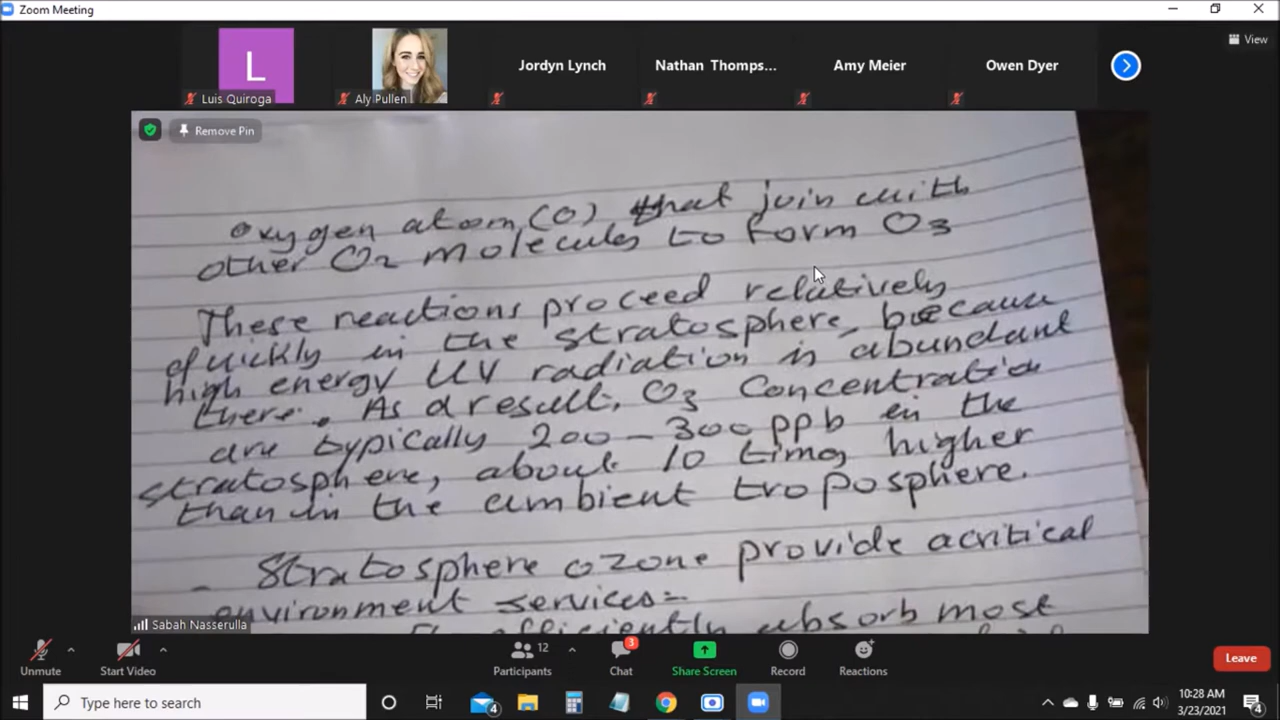 Zoom Meeting
View
L
Luis Quiroga
Aly Pullen
Jordyn Lynch
Nathan Thomps...
Amy Meier
Owen Dyer
Remove Pin
oxygen atom (O) that join with
other O2 molecules to form O3
These reactions proceed relatively
quickly in the stratosphere, because
high energy UV radiation is abundant
there. As a result, O3 Concentration
are typically 200 - 300 ppb in the
stratosphere, about 10 times higher
than in the ambient troposphere.
- Stratosphere ozone provide a critical
environment services:-
efficiently absorb most
Sabah Nasserulla
Unmute
Start Video
12
Participants
3
Chat
Share Screen
Record
Reactions
Leave
Type here to search
4
10:28 AM
3/23/2021
4